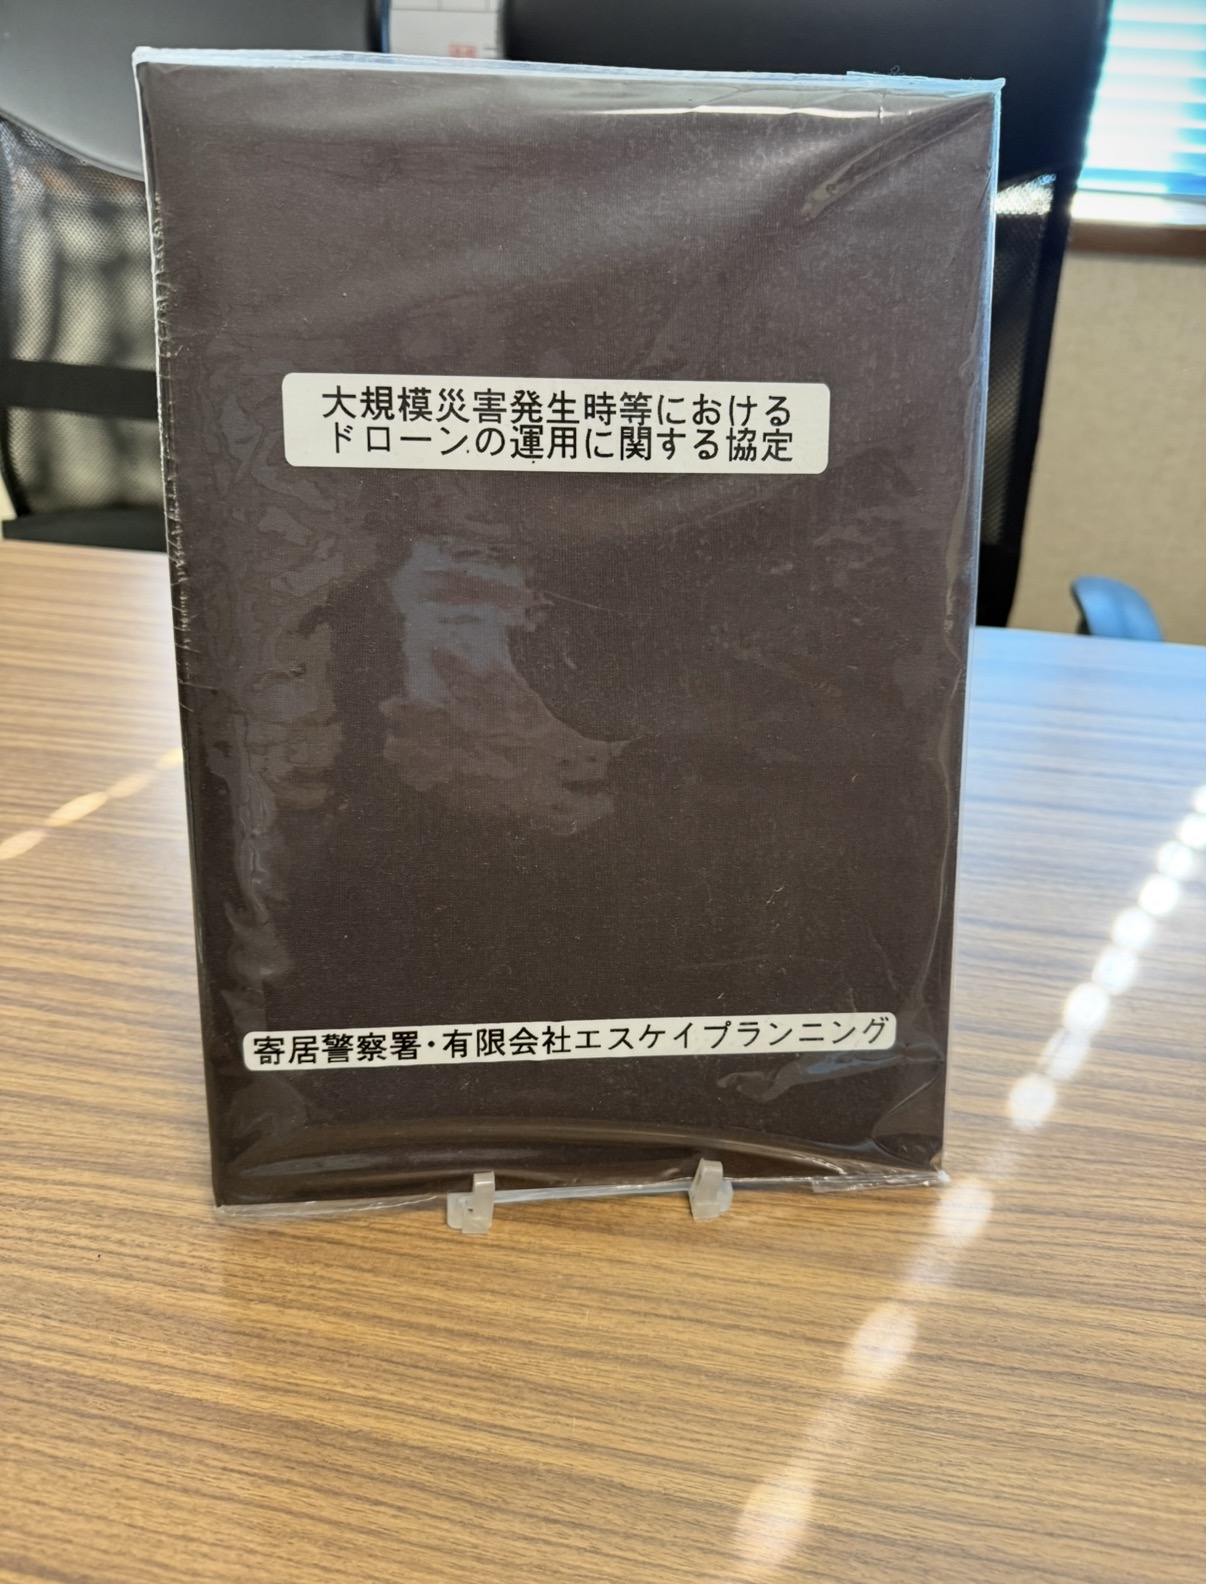 大規模災害発生時等における
ドローンの運用に関する協定
寄居警察署・有限会社エスケイプランニング